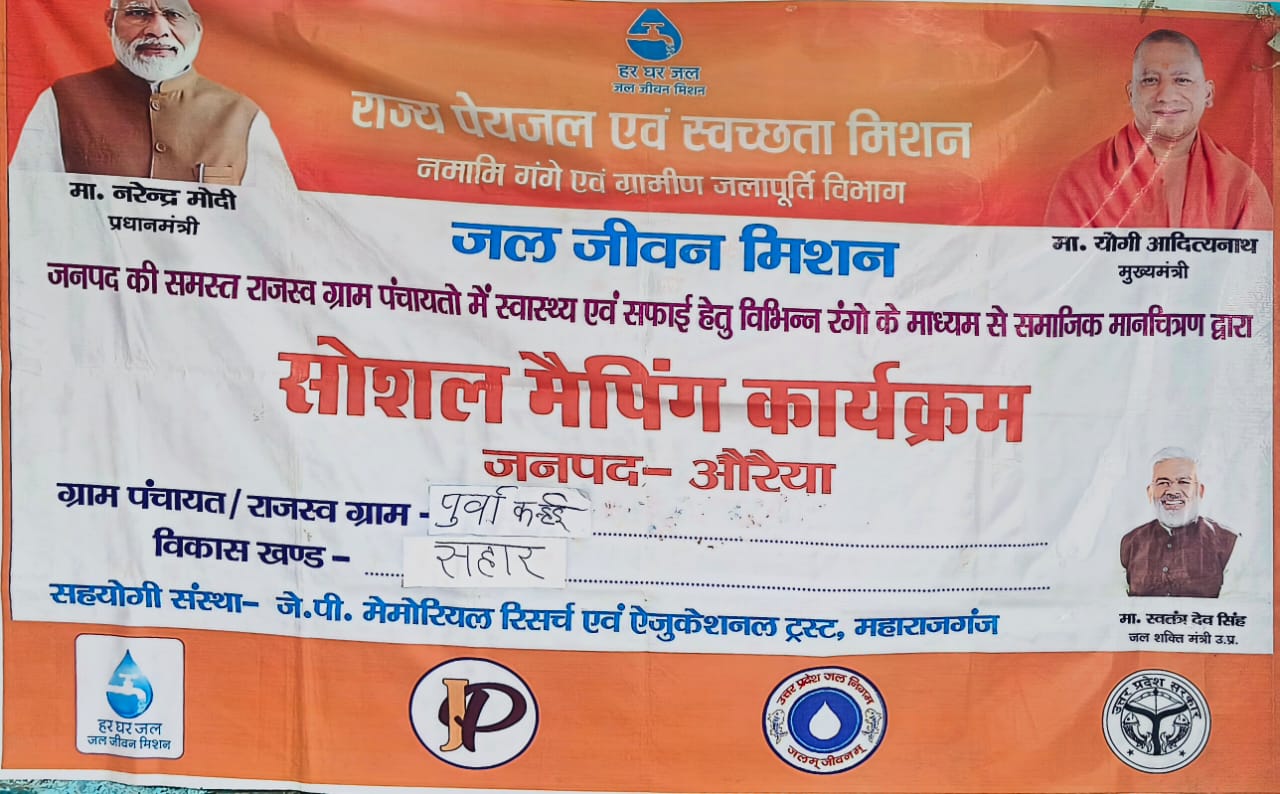 हर घर जल
जल जीवन मिशन
राज्य पेयजल एवं स्वच्छता मिशन
नमामि गंगे एवं ग्रामीण जलापूर्ति विभाग
मा. नरेन्द्र मोदी
प्रधानमंत्री
मा. योगी आदित्यनाथ
मुख्यमंत्री
जल जीवन मिशन
जनपद की समस्त राजस्व ग्राम पंचायतो में स्वास्थ्य एवं सफाई हेतु विभिन्न रंगो के माध्यम से समाजिक मानचित्रण द्वारा
सोशल मैपिंग कार्यक्रम
जनपद- औरैया
ग्राम पंचायत/राजस्व ग्राम - पुर्वा
विकास खण्ड - सहार
सहयोगी संस्था- जे.पी. मेमोरियल रिसर्च एवं ऐजुकेशनल ट्रस्ट, महाराजगंज
मा. स्वतंत्र देव सिंह
जल शक्ति मंत्री उ.प्र.
हर घर जल
जल जीवन मिशन
JP
उत्तर प्रदेश जल निगम
जलम् जीवनम्
उत्तर प्रदेश सरकार